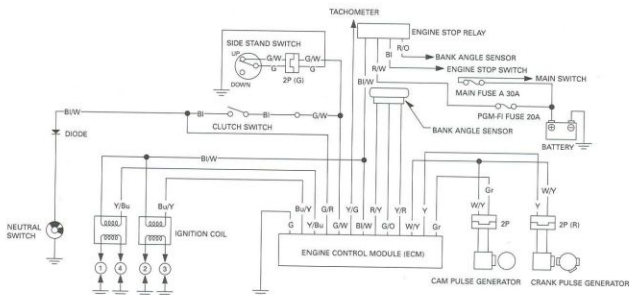 TACHOMETER
ENGINE STOP RELAY
SIDE STAND SWITCH
UP
G/W
G/W
G
G
DOWN
2P (G)
R/O
Bl
BANK ANGLE SENSOR
R/W
ENGINE STOP SWITCH
Bl/W
MAIN SWITCH
MAIN FUSE A 30A
PGM-FI FUSE 20A
BATTERY
Bl/W
Bl
Bl
G/W
CLUTCH SWITCH
BANK ANGLE SENSOR
DIODE
Bl/W
Gr
W/Y
W/Y
Y
2P
2P (R)
Y/Bu
Bu/Y
NEUTRAL SWITCH
IGNITION COIL
G
Bu/Y
Y/Bu
G/R
G/W
Y/G
Bl/W
R/Y
G/O
Y/R
W/Y
Y
Gr
ENGINE CONTROL MODULE (ECM)
1
4
2
3
CAM PULSE GENERATOR
CRANK PULSE GENERATOR